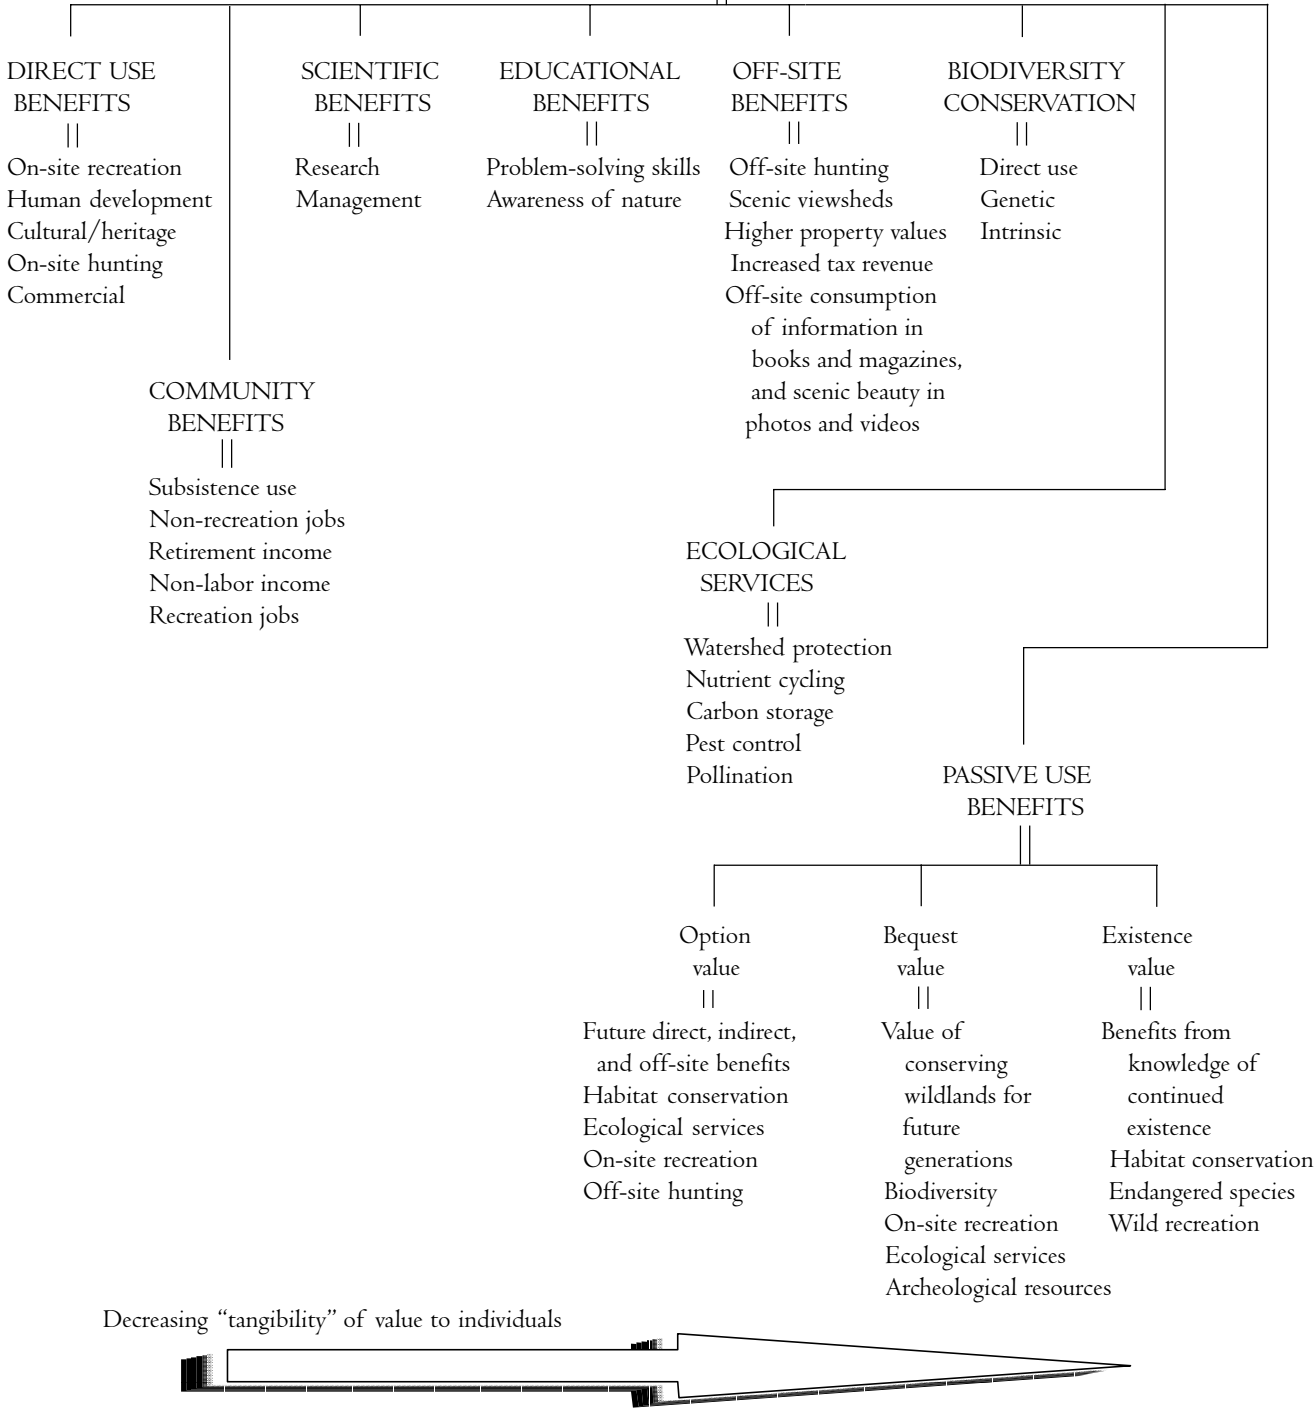 DIRECT USE
BENEFITS
On-site recreation
Human development
Cultural/heritage
On-site hunting
Commercial
COMMUNITY
BENEFITS
Subsistence use
Non-recreation jobs
Retirement income
Non-labor income
Recreation jobs
SCIENTIFIC
BENEFITS
Research
Management
EDUCATIONAL
BENEFITS
Problem-solving skills
Awareness of nature
OFF-SITE
BENEFITS
Off-site hunting
Scenic viewsheds
Higher property values
Increased tax revenue
Off-site consumption
of information in
books and magazines,
and scenic beauty in
photos and videos
BIODIVERSITY
CONSERVATION
Direct use
Genetic
Intrinsic
ECOLOGICAL
SERVICES
Watershed protection
Nutrient cycling
Carbon storage
Pest control
Pollination
PASSIVE USE
BENEFITS
Option
value
Future direct, indirect,
and off-site benefits
Habitat conservation
Ecological services
On-site recreation
Off-site hunting
Bequest
value
Value of
conserving
wildlands for
future
generations
Biodiversity
On-site recreation
Ecological services
Archeological resources
Existence
value
Benefits from
knowledge of
continued
existence
Habitat conservation
Endangered species
Wild recreation
Decreasing “tangibility” of value to individuals